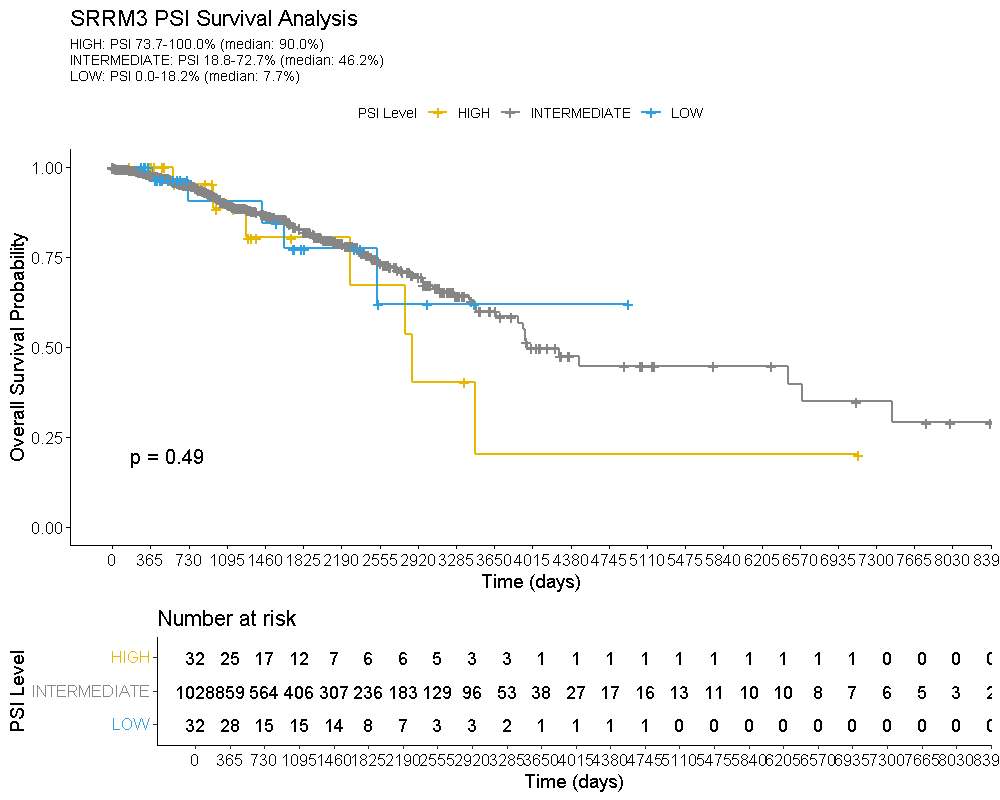 SRRM3 PSI Survival Analysis
HIGH: PSI 73.7-100.0% (median: 90.0%)
INTERMEDIATE: PSI 18.8-72.7% (median: 46.2%)
LOW: PSI 0.0-18.2% (median: 7.7%)
PSI Level HIGH INTERMEDIATE LOW
Overall Survival Probability
1.00
0.75
0.50
0.25
0.00
p = 0.49
0 365 730 1095 1460 1825 2190 2555 2920 3285 3650 4015 4380 4745 5110 5475 5840 6205 6570 6935 7300 7665 8030 839
Time (days)
Number at risk
PSI Level
HIGH 32 25 17 12 7 6 6 5 3 3 1 1 1 1 1 1 1 1 1 1 0 0 0 0
INTERMEDIATE 1028 859 564 406 307 236 183 129 96 53 38 27 17 16 13 11 10 10 8 7 6 5 3 2
LOW 32 28 15 15 14 8 7 3 3 2 1 1 1 1 0 0 0 0 0 0 0 0 0 0
0 365 730 1095 1460 1825 2190 2555 2920 3285 3650 4015 4380 4745 5110 5475 5840 6205 6570 6935 7300 7665 8030 839
Time (days)